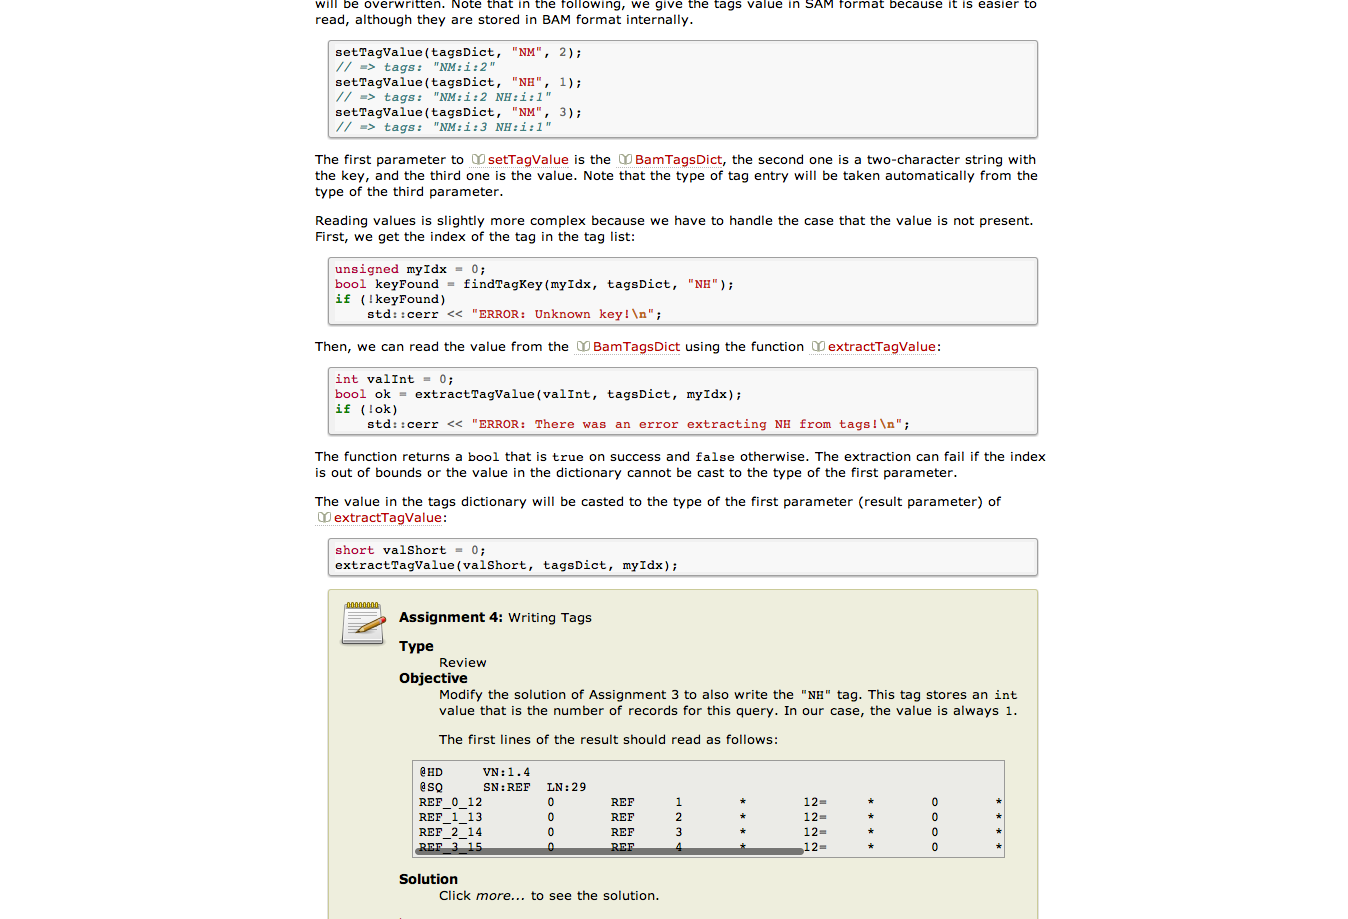 will be overwritten. Note that in the following, we give the tags value in SAM format because it is easier to
read, although they are stored in BAM format internally.
setTagValue(tagsDict, "NM", 2);
// => tags: "NM:i:2"
setTagValue(tagsDict, "NH", 1);
// => tags: "NM:i:2 NH:i:1"
setTagValue(tagsDict, "NM", 3);
// => tags: "NM:i:3 NH:i:1"
The first parameter to setTagValue is the BamTagsDict, the second one is a two-character string with
the key, and the third one is the value. Note that the type of tag entry will be taken automatically from the
type of the third parameter.
Reading values is slightly more complex because we have to handle the case that the value is not present.
First, we get the index of the tag in the tag list:
unsigned myIdx = 0;
bool keyFound = findTagKey(myIdx, tagsDict, "NH");
if (!keyFound)
    std::cerr << "ERROR: Unknown key!\n";
Then, we can read the value from the BamTagsDict using the function extractTagValue:
int valInt = 0;
bool ok = extractTagValue(valInt, tagsDict, myIdx);
if (!ok)
    std::cerr << "ERROR: There was an error extracting NH from tags!\n";
The function returns a bool that is true on success and false otherwise. The extraction can fail if the index
is out of bounds or the value in the dictionary cannot be cast to the type of the first parameter.
The value in the tags dictionary will be casted to the type of the first parameter (result parameter) of
extractTagValue:
short valShort = 0;
extractTagValue(valShort, tagsDict, myIdx);
Assignment 4: Writing Tags
Type
Review
Objective
Modify the solution of Assignment 3 to also write the "NH" tag. This tag stores an int
value that is the number of records for this query. In our case, the value is always 1.
The first lines of the result should read as follows:
@HD VN:1.4
@SQ SN:REF LN:29
REF_0_12 0 REF 1 * 12= * 0 *
REF_1_13 0 REF 2 * 12= * 0 *
REF_2_14 0 REF 3 * 12= * 0 *
REF_3_15 0 REF 4 * 12= * 0 *
Solution
Click more... to see the solution.